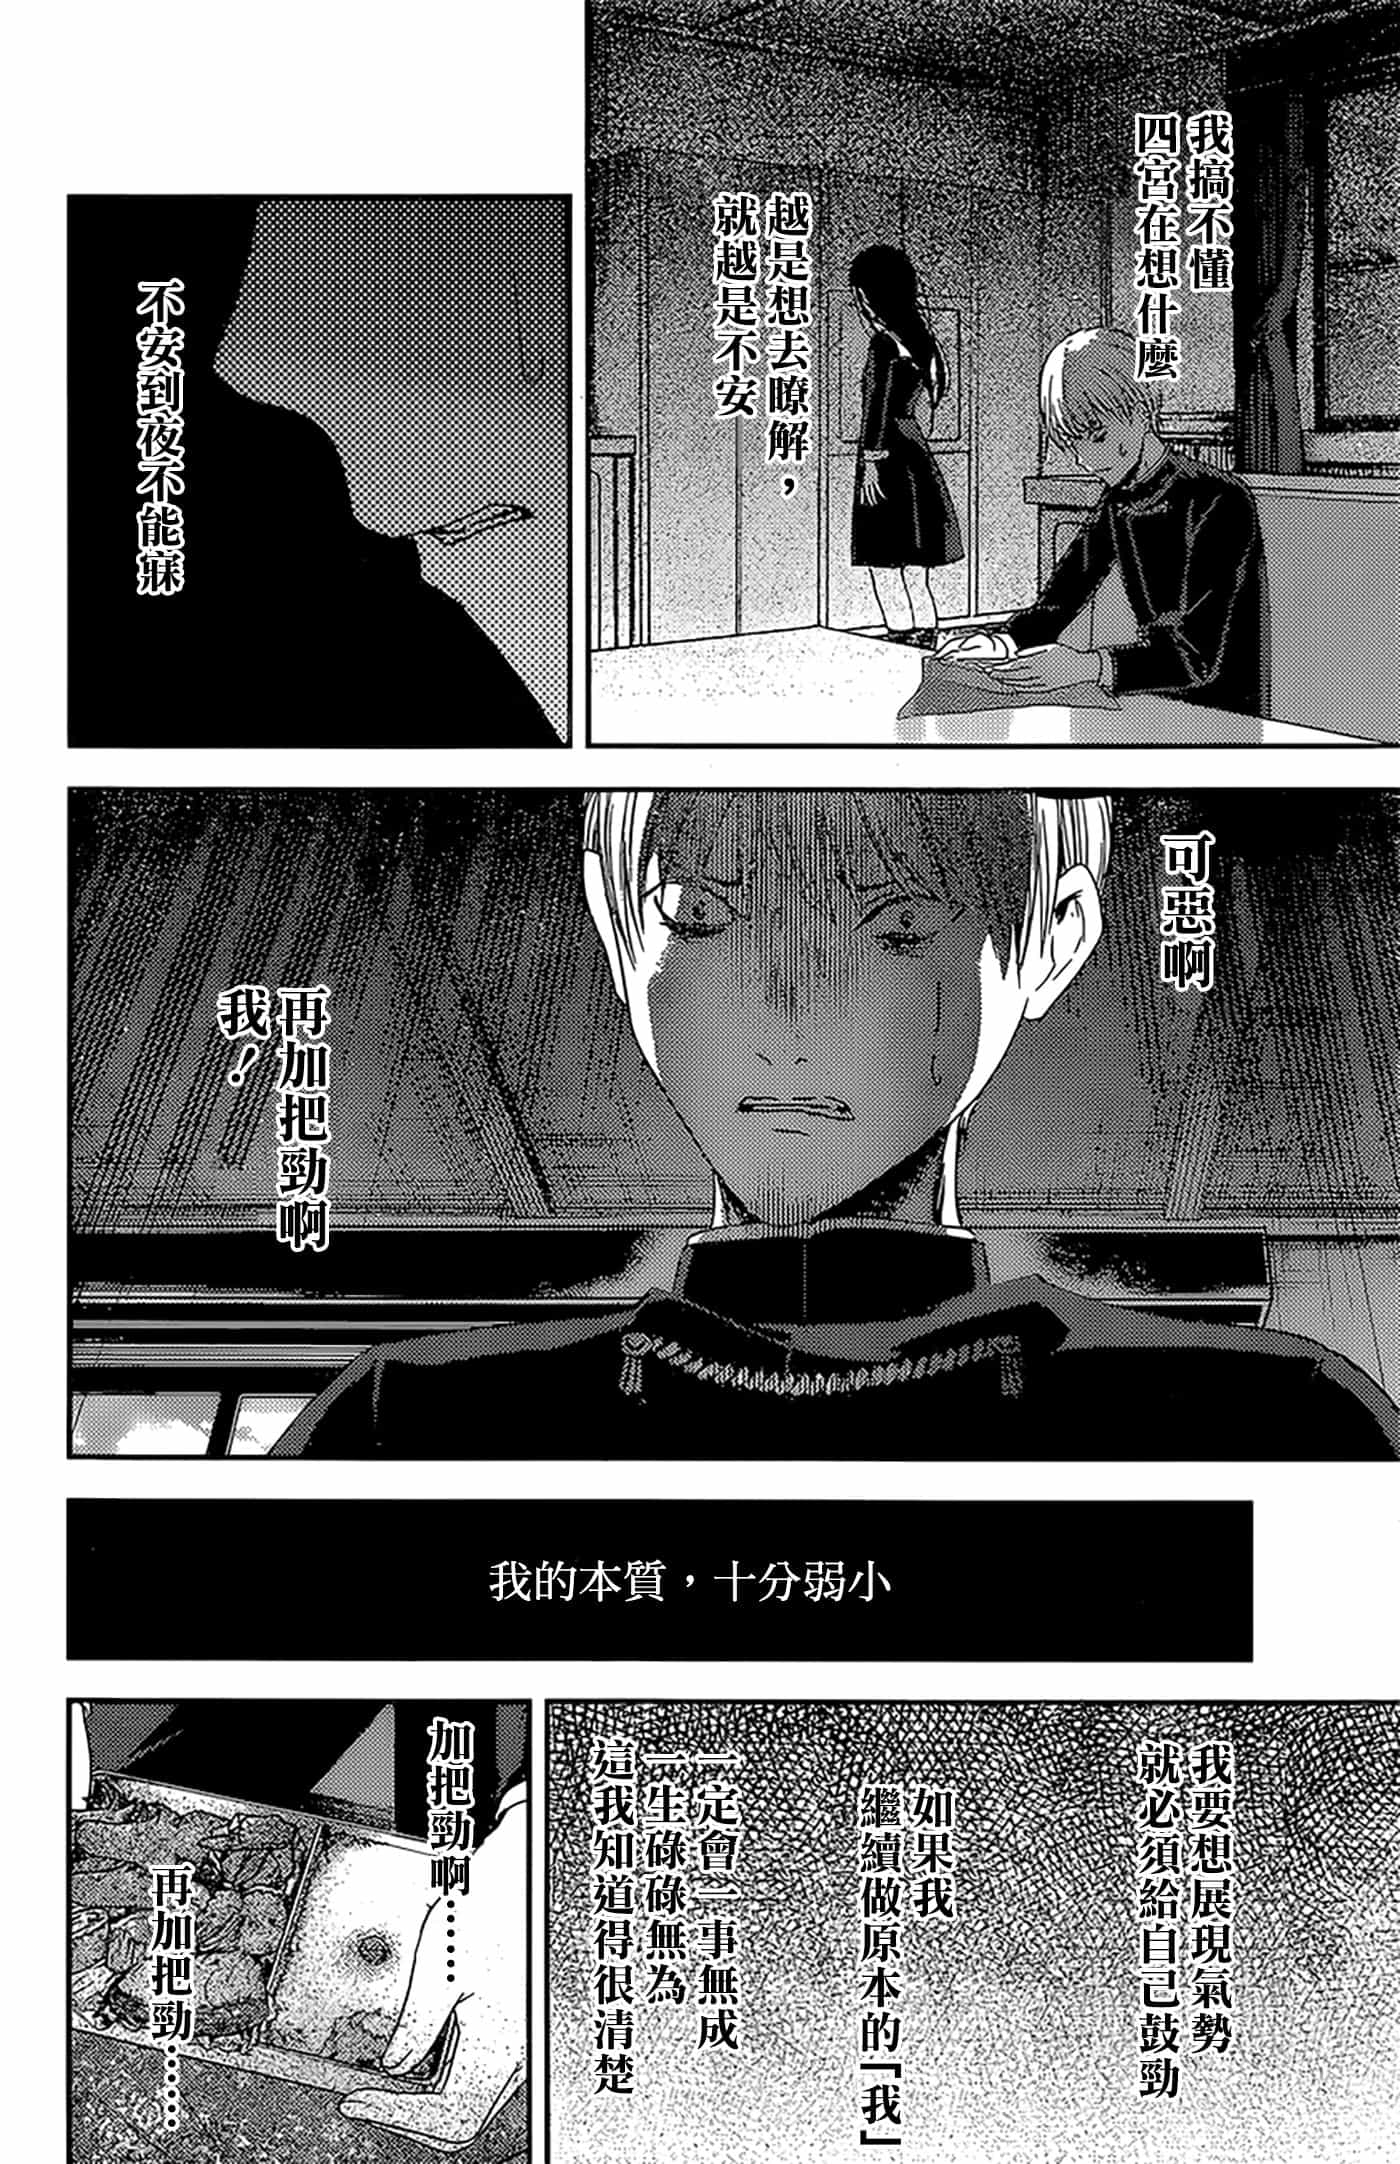 我搞不懂
四宮在想什麼
越是想去瞭解，
就越是不安
不安到夜不能寐
可惡啊
再加把勁啊
我！
我的本質，十分弱小
我要想展現氣勢
就必須給自己鼓勁
如果我
繼續做原本的「我」
一定會一事無成
一生碌碌無為
這我知道得很清楚
加把勁啊……
再加把勁……